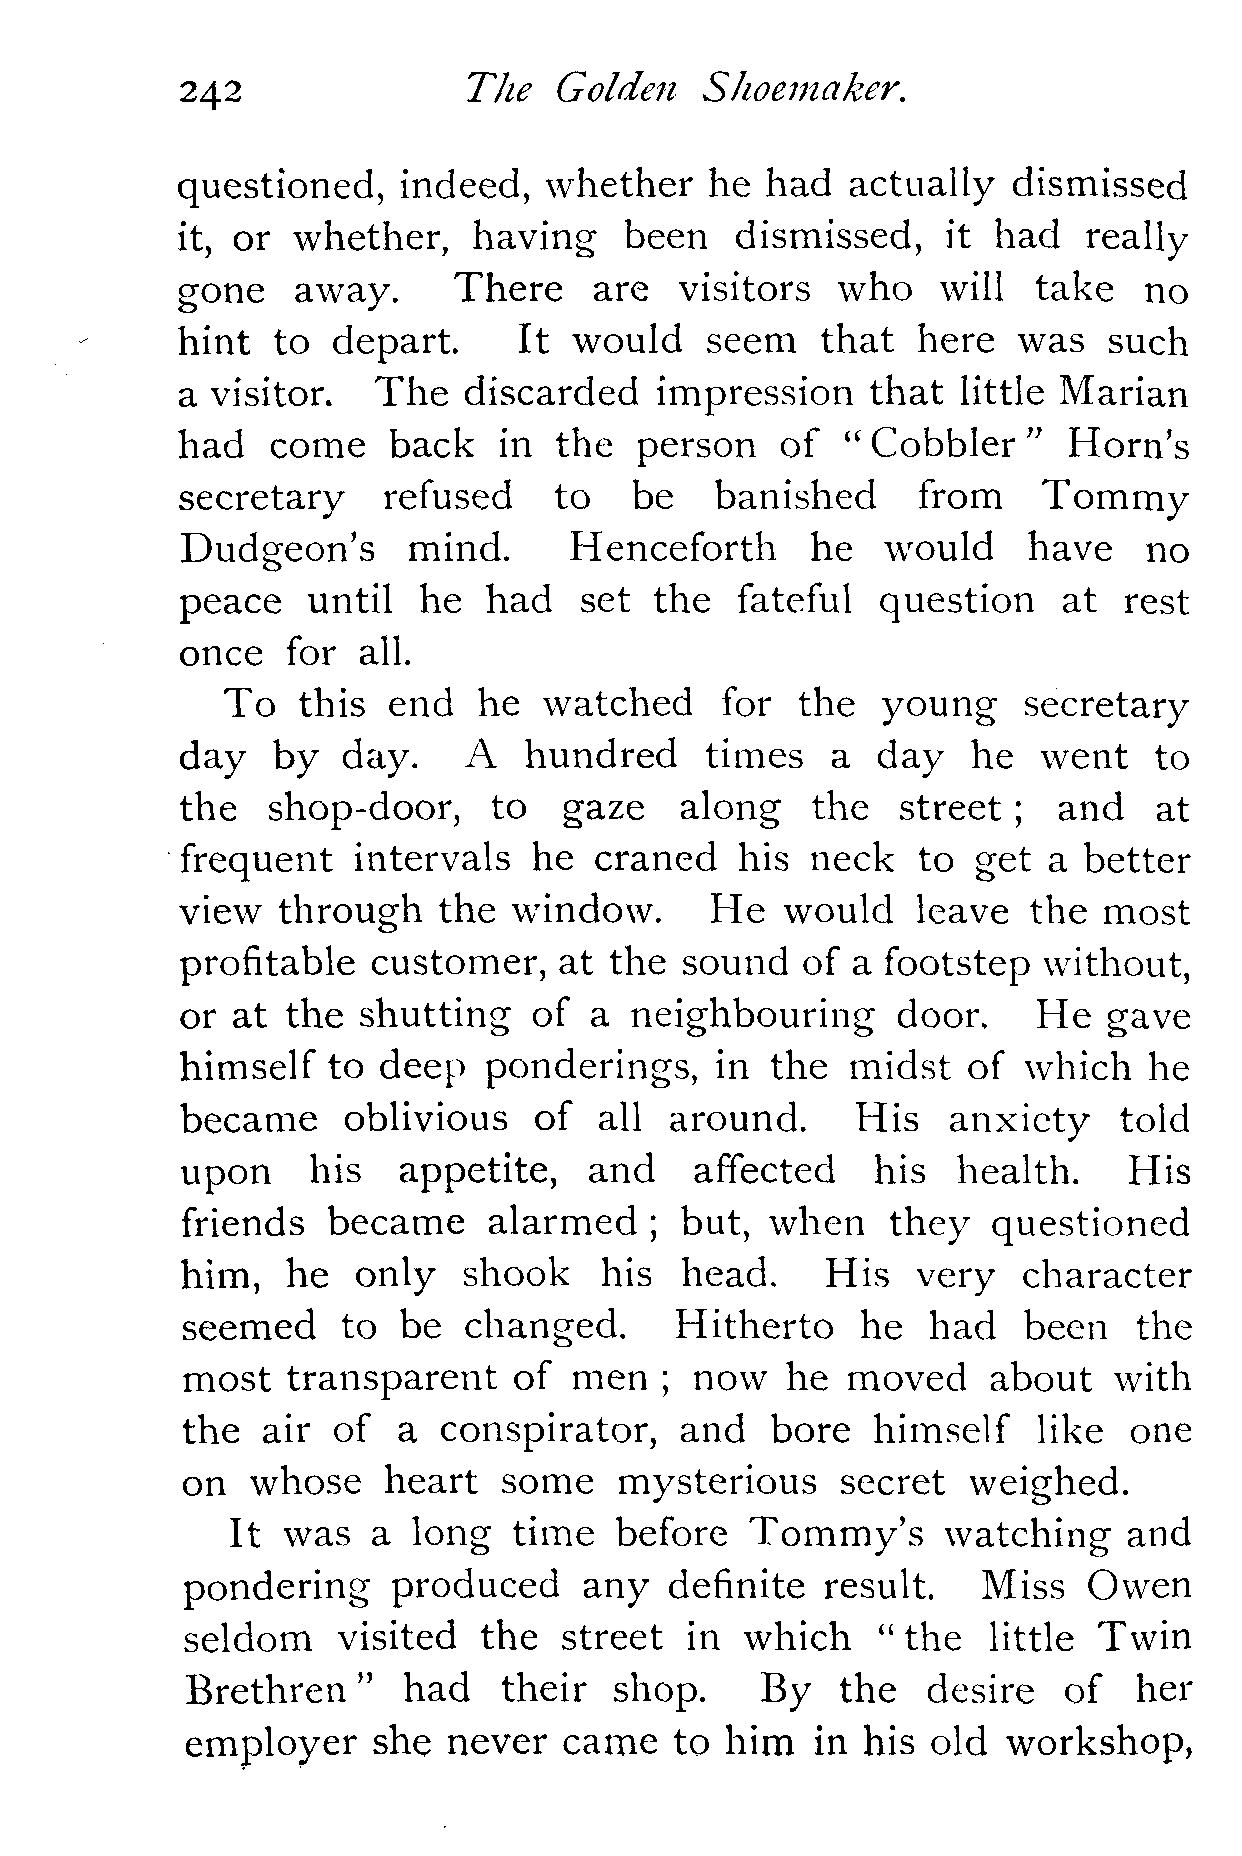 242 The Golden Shoemaker.
questioned, indeed, whether he had actually dismissed
it, or whether, having been dismissed, it had really
gone away. There are visitors who will take no
hint to depart. It would seem that here was such
a visitor. The discarded impression that little Marian
had come back in the person of “Cobbler” Horn's
secretary refused to be banished from Tommy
Dudgeon's mind. Henceforth he would have no
peace until he had set the fateful question at rest
once for all.
To this end he watched for the young secretary
day by day. A hundred times a day he went to
the shop-door, to gaze along the street ; and at
frequent intervals he craned his neck to get a better
view through the window. He would leave the most
profitable customer, at the sound of a footstep without,
or at the shutting of a neighbouring door. He gave
himself to deep ponderings, in the midst of which he
became oblivious of all around. His anxiety told
upon his appetite, and affected his health. His
friends became alarmed ; but, when they questioned
him, he only shook his head. His very character
seemed to be changed. Hitherto he had been the
most transparent of men ; now he moved about with
the air of a conspirator, and bore himself like one
on whose heart some mysterious secret weighed.
It was a long time before Tommy's watching and
pondering produced any definite result. Miss Owen
seldom visited the street in which “the little Twin
Brethren” had their shop. By the desire of her
employer she never came to him in his old workshop,